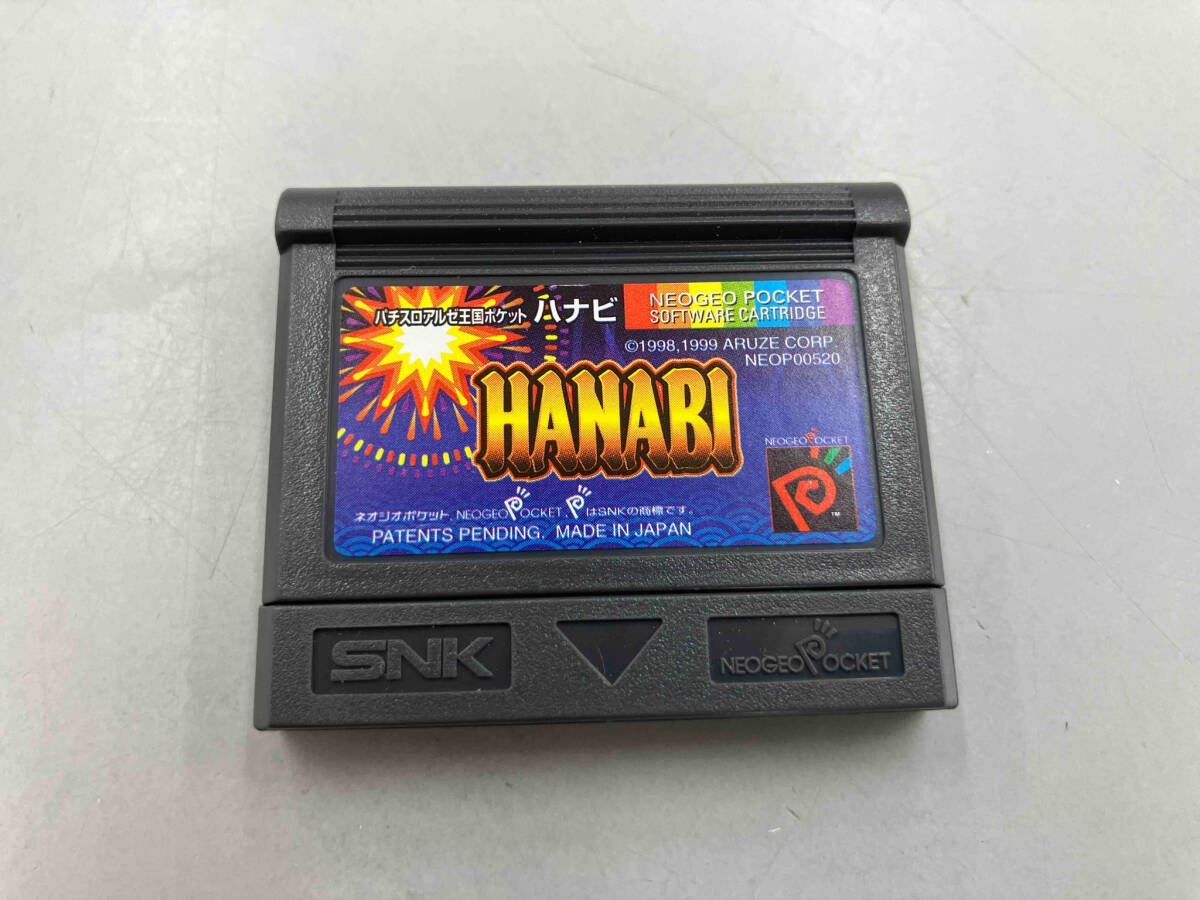 パチスロアルゼ王国ポケット ハナビ
NEOGEO POCKET
SOFTWARE CARTRIDGE
©1998,1999 ARUZE CORP.
NEOP00520
HANABI
NEOGEO POCKET
TM
ネオジオポケット, NEOGEO POCKET, PはSNKの商標です。
PATENTS PENDING. MADE IN JAPAN
SNK
NEOGEO POCKET